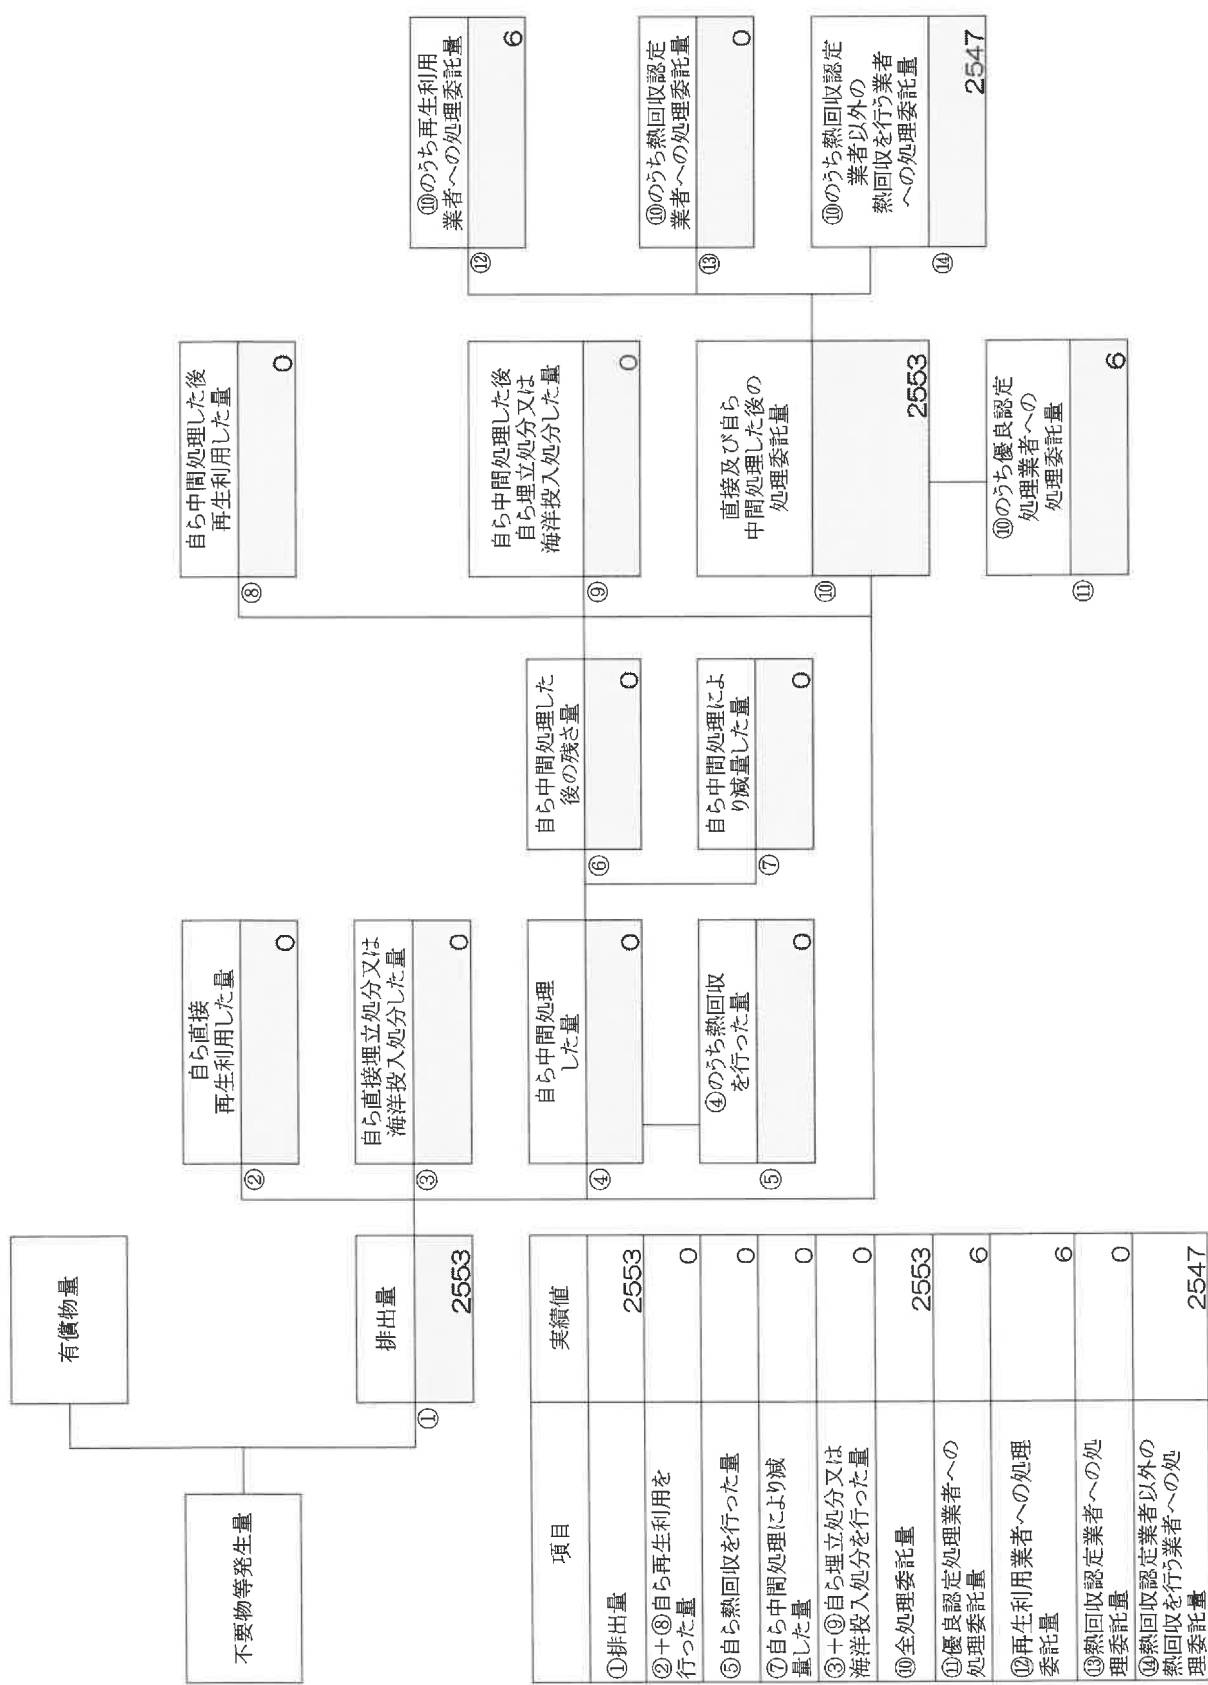 不要物等発生量
有償物量
①
排出量
2553
②
自ら直接
再生利用した量
0
③
自ら直接埋立処分又は
海洋投入処分した量
0
④
自ら中間処理
した量
0
⑤
④のうち熱回収
を行った量
0
⑥
自ら中間処理した
後の残さ量
0
⑦
自ら中間処理によ
り減量した量
0
⑧
自ら中間処理した後
再生利用した量
0
⑨
自ら中間処理した後
自ら埋立処分又は
海洋投入処分した量
0
⑩
直接及び自ら
中間処理した後の
処理委託量
2553
⑪
⑩のうち優良認定
処理業者への
処理委託量
6
⑫
⑩のうち再生利用
業者への処理委託量
6
⑬
⑩のうち熱回収認定
業者への処理委託量
0
⑭
⑩のうち熱回収認定
業者以外の
熱回収を行う業者
への処理委託量
2547
項目 実績値
①排出量 2553
②+⑧自ら再生利用を
行った量 0
⑤自ら熱回収を行った量 0
⑦自ら中間処理により減
量した量 0
③+⑨自ら埋立処分又は
海洋投入処分を行った量 0
⑩全処理委託量 2553
⑪優良認定処理業者への
処理委託量 6
⑫再生利用業者への処理
委託量 6
⑬熱回収認定業者への処
理委託量 0
⑭熱回収認定業者以外の
熱回収を行う業者への処
理委託量 2547